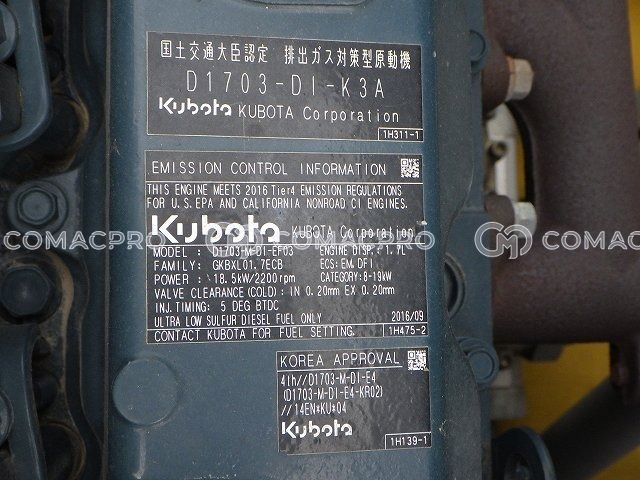 国土交通大臣認定 排出ガス対策型原動機
D1703-DI-K3A
Kubota KUBOTA Corporation
1H311-1
EMISSION CONTROL INFORMATION
THIS ENGINE MEETS 2016 Tier4 EMISSION REGULATIONS
FOR U.S.EPA AND CALIFORNIA NONROAD CI ENGINES.
Kubota KUBOTA Corporation
COMACPRO COMACPRO COMAC
MODEL : D1703-M-DI-EF03 ENGINE DISP.: 1.7L
FAMILY: GKBXL01.7ECB ECS: EM, DFI
POWER : 18.5kW/2200rpm CATEGORY: 8-19kW
VALVE CLEARANCE (COLD) : IN 0.20mm EX 0.20mm
INJ. TIMING: 5 DEG BTDC
ULTRA LOW SULFUR DIESEL FUEL ONLY 2016/09
CONTACT KUBOTA FOR FUEL SETTING. 1H475-2
KOREA APPROVAL
4ih//D1703-M-DI-E4
(D1703-M-DI-E4-KR02)
//14EN*KU*04
Kubota
1H139-1